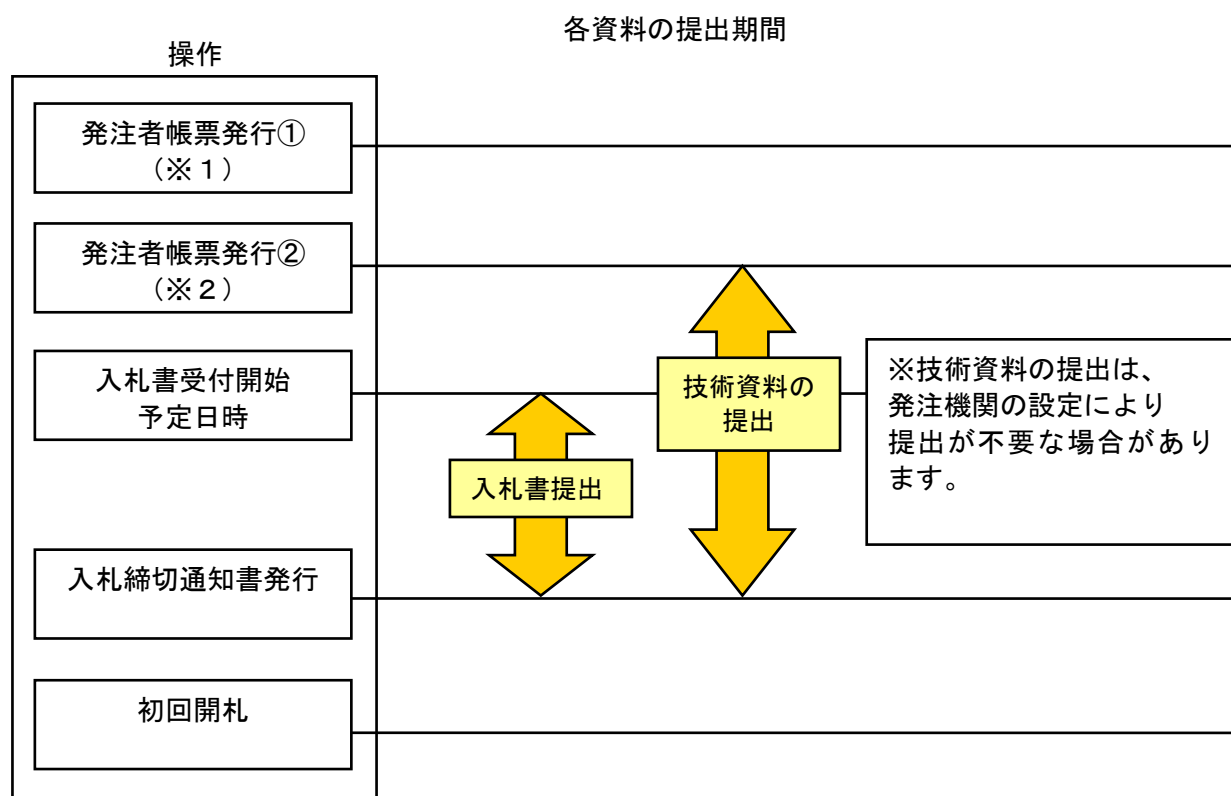 各資料の提出期間
操作
発注者帳票発行①
（※１）
発注者帳票発行②
（※２）
入札書受付開始
予定日時
入札書提出
技術資料の
提出
※技術資料の提出は、
発注機関の設定により
提出が不要な場合があり
ます。
入札締切通知書発行
初回開札